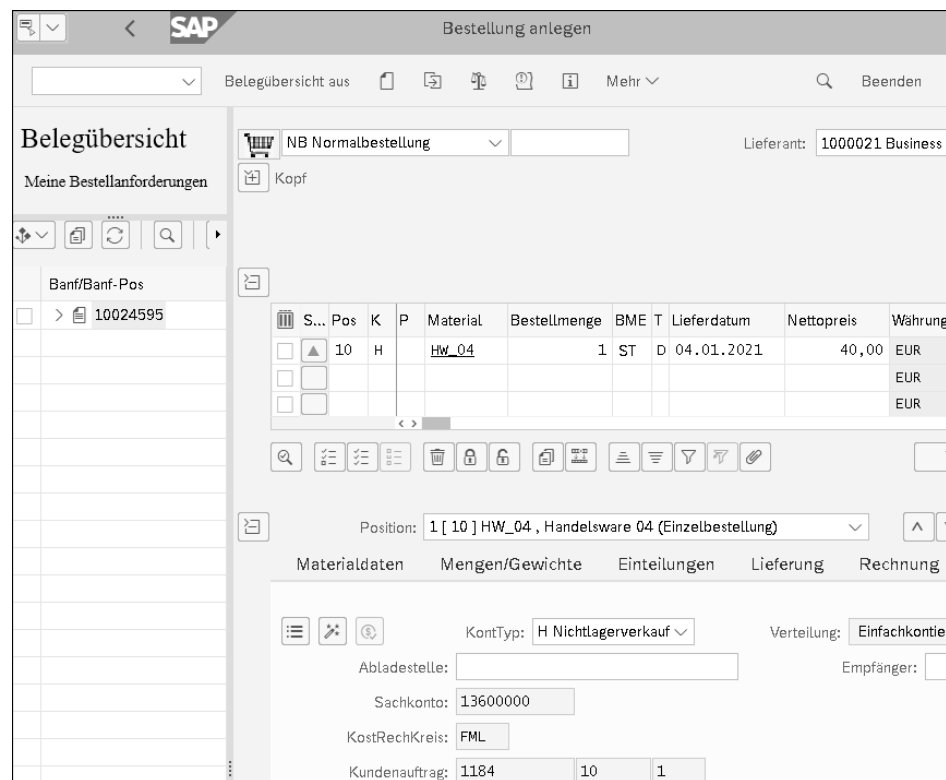 SAP
Bestellung anlegen
Belegübersicht aus
Mehr
Beenden
Belegübersicht
Meine Bestellanforderungen
NB Normalbestellung
Lieferant: 1000021 Business
Kopf
Banf/Banf-Pos
10024595
S... Pos K P Material Bestellmenge BME T Lieferdatum Nettopreis Währung
10 H HW_04 1 ST D 04.01.2021 40,00 EUR
EUR
EUR
Position: 1 [ 10 ] HW_04 , Handelsware 04 (Einzelbestellung)
Materialdaten Mengen/Gewichte Einteilungen Lieferung Rechnung
KontTyp: H Nichtlagerverkauf Verteilung: Einfachkontie
Abladestelle: Empfänger:
Sachkonto: 13600000
KostRechKreis: FML
Kundenauftrag: 1184 10 1